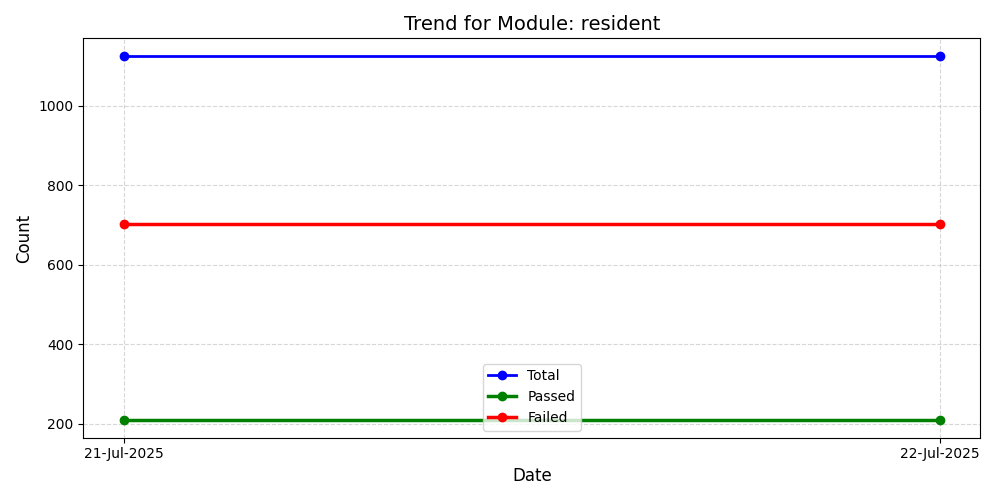 Trend for Module: resident
Count
1000
800
600
400
200
Total
Passed
Failed
21-Jul-2025
22-Jul-2025
Date